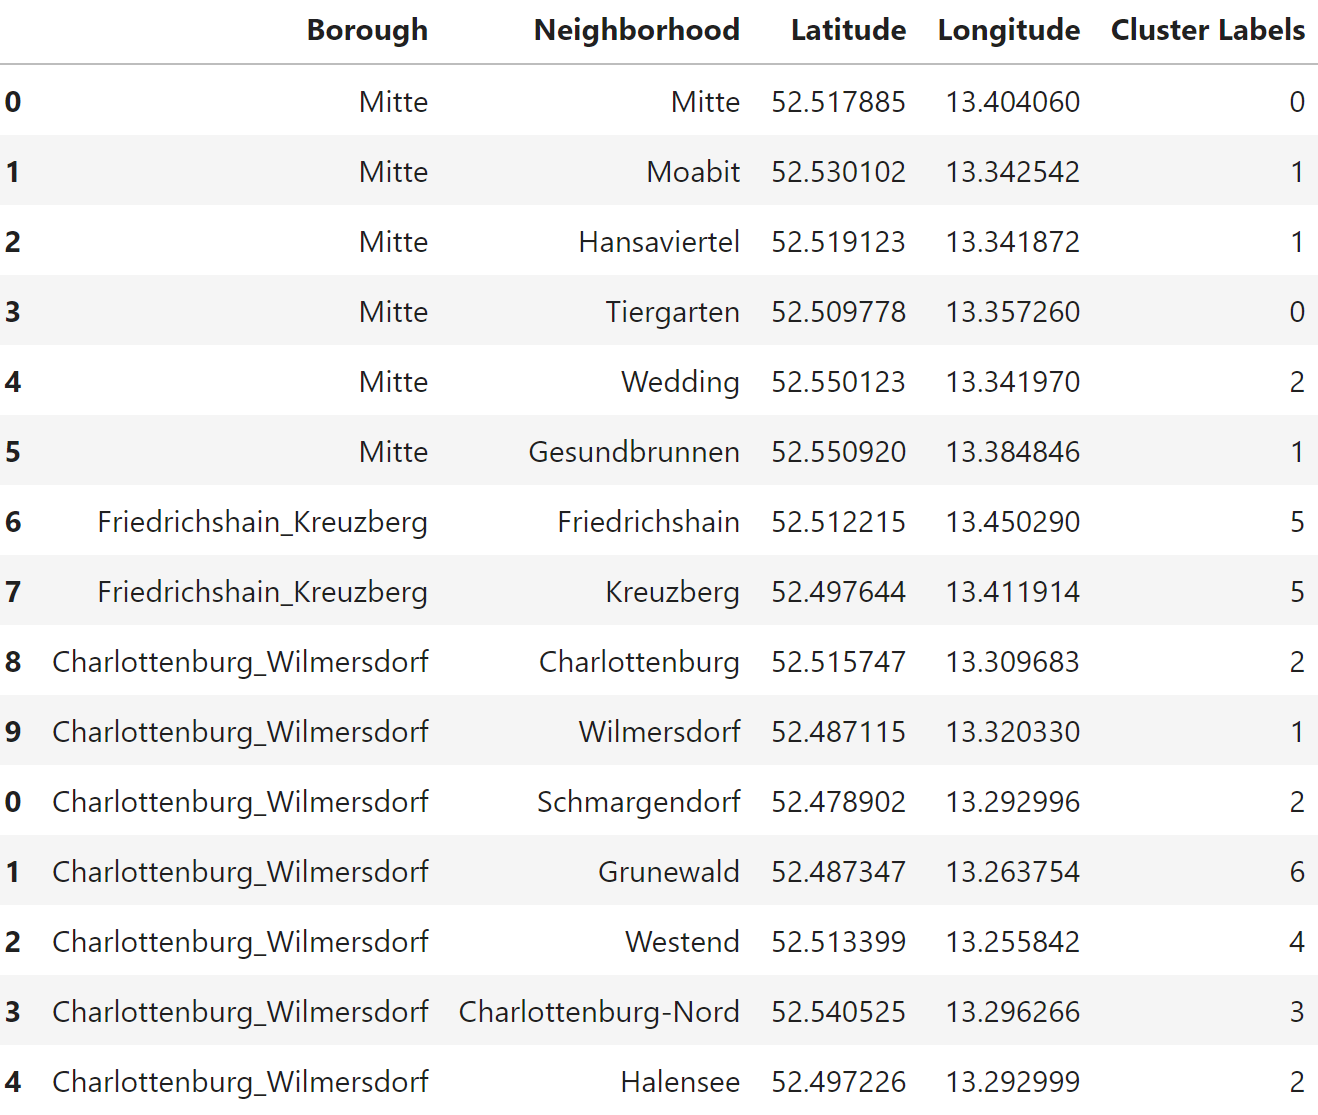 Borough Neighborhood Latitude Longitude Cluster Labels
0 Mitte Mitte 52.517885 13.404060 0
1 Mitte Moabit 52.530102 13.342542 1
2 Mitte Hansaviertel 52.519123 13.341872 1
3 Mitte Tiergarten 52.509778 13.357260 0
4 Mitte Wedding 52.550123 13.341970 2
5 Mitte Gesundbrunnen 52.550920 13.384846 1
6 Friedrichshain_Kreuzberg Friedrichshain 52.512215 13.450290 5
7 Friedrichshain_Kreuzberg Kreuzberg 52.497644 13.411914 5
8 Charlottenburg_Wilmersdorf Charlottenburg 52.515747 13.309683 2
9 Charlottenburg_Wilmersdorf Wilmersdorf 52.487115 13.320330 1
0 Charlottenburg_Wilmersdorf Schmargendorf 52.478902 13.292996 2
1 Charlottenburg_Wilmersdorf Grunewald 52.487347 13.263754 6
2 Charlottenburg_Wilmersdorf Westend 52.513399 13.255842 4
3 Charlottenburg_Wilmersdorf Charlottenburg-Nord 52.540525 13.296266 3
4 Charlottenburg_Wilmersdorf Halensee 52.497226 13.292999 2